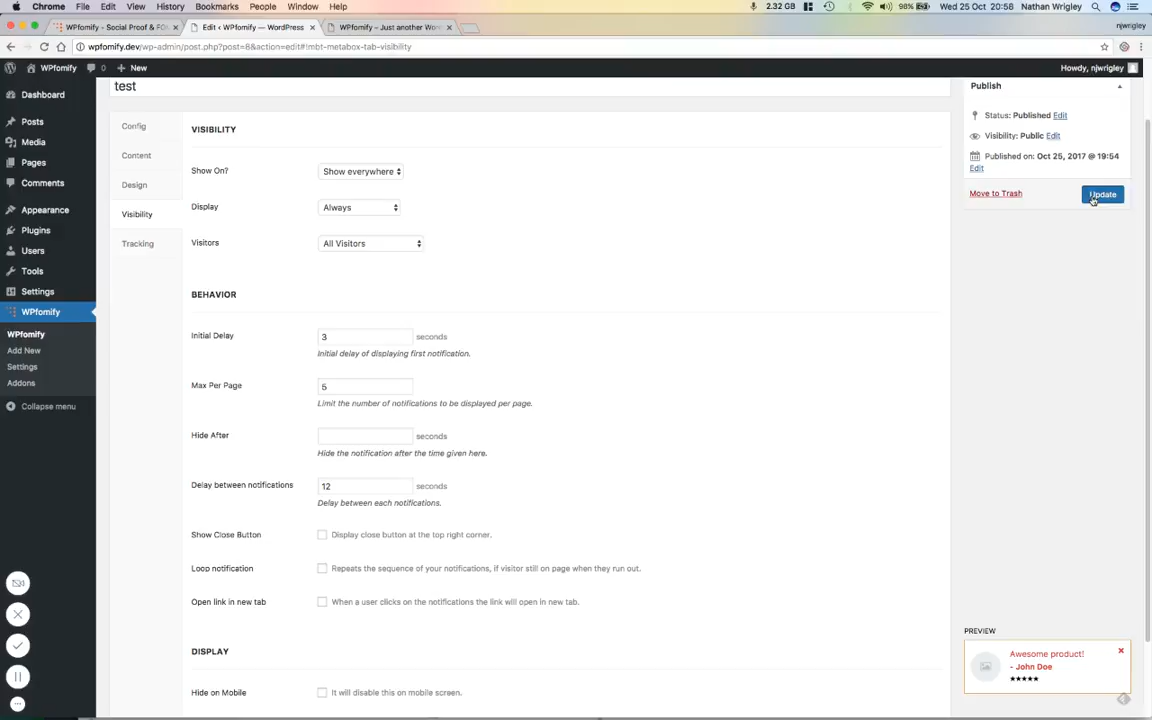 Chrome File Edit View History Bookmarks People Window Help 2.32 GB 98% Wed 25 Oct 20:58 Nathan Wrigley
WPfomify - Social Proof & FO Edit ‹ WPfomify — WordPress WPfomify – Just another Wor njwrigley
wpfomify.dev/wp-admin/post.php?post=8&action=edit#!mbt-metabox-tab-visibility
WPfomify 0 New Howdy, njwrigley
Dashboard
Posts
Media
Pages
Comments
Appearance
Plugins
Users
Tools
Settings
WPfomify
WPfomify
Add New
Settings
Addons
Collapse menu
test
Config
Content
Design
Visibility
Tracking
VISIBILITY
Show On? Show everywhere
Display Always
Visitors All Visitors
BEHAVIOR
Initial Delay 3 seconds
Initial delay of displaying first notification.
Max Per Page 5
Limit the number of notifications to be displayed per page.
Hide After seconds
Hide the notification after the time given here.
Delay between notifications 12 seconds
Delay between each notifications.
Show Close Button Display close button at the top right corner.
Loop notification Repeats the sequence of your notifications, if visitor still on page when they run out.
Open link in new tab When a user clicks on the notifications the link will open in new tab.
DISPLAY
Hide on Mobile It will disable this on mobile screen.
Publish
Status: Published Edit
Visibility: Public Edit
Published on: Oct 25, 2017 @ 19:54
Edit
Move to Trash Update
PREVIEW
Awesome product!
- John Doe
★★★★★